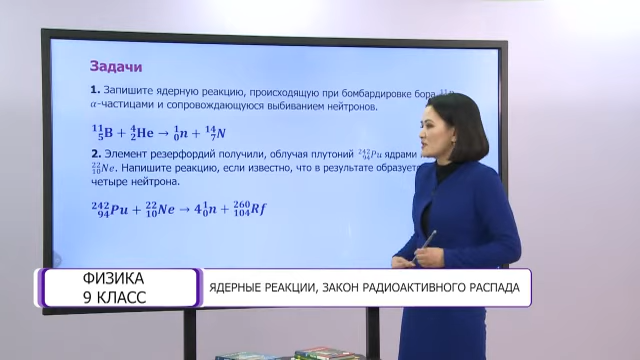 Задачи
1. Запишите ядерную реакцию, происходящую при бомбардировке бора
α-частицами и сопровождающуюся выбиванием нейтронов.
¹¹₅B + ⁴₂He → ¹₀n + ¹⁴₇N
2. Элемент резерфордий получили, облучая плутоний ²⁴²₉₄Pu ядрами
²²₁₀Ne. Напишите реакцию, если известно, что в результате образуется
четыре нейтрона.
²⁴²₉₄Pu + ²²₁₀Ne → 4¹₀n + ²⁶⁰₁₀₄Rf
ФИЗИКА
9 КЛАСС
ЯДЕРНЫЕ РЕАКЦИИ, ЗАКОН РАДИОАКТИВНОГО РАСПАДА